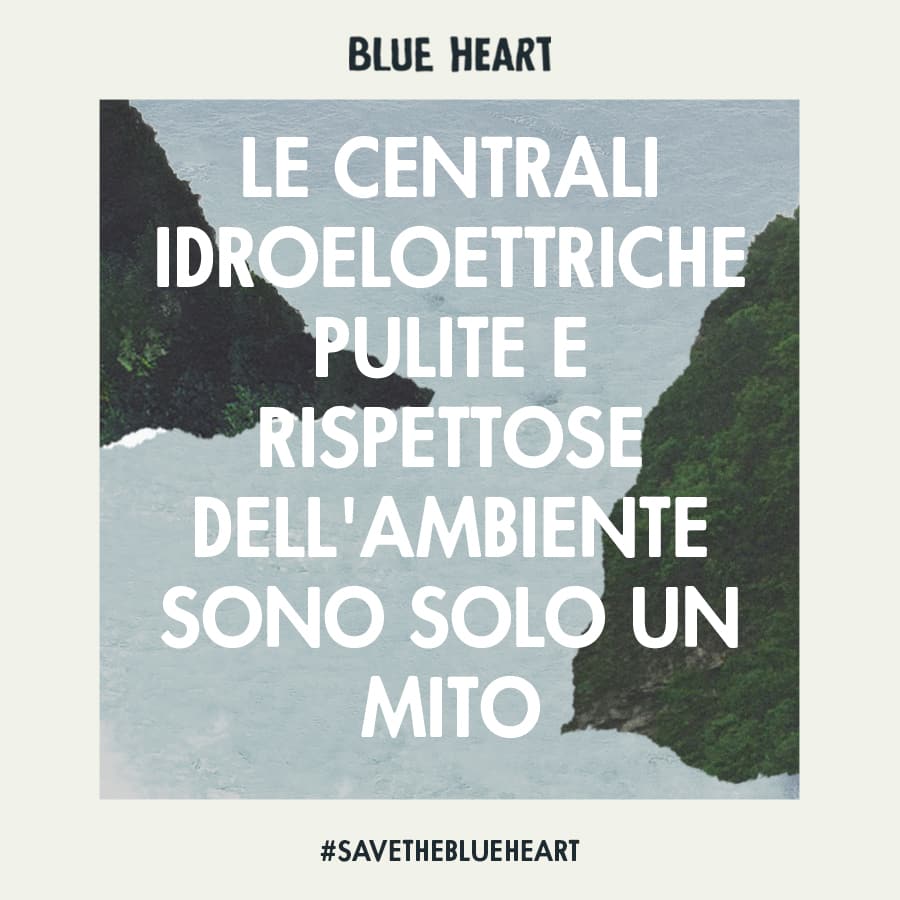 BLUE HEART
LE CENTRALI
IDROELOETTRICHE
PULITE E
RISPETTOSE
DELL'AMBIENTE
SONO SOLO UN
MITO
#SAVETHEBLUEHEART